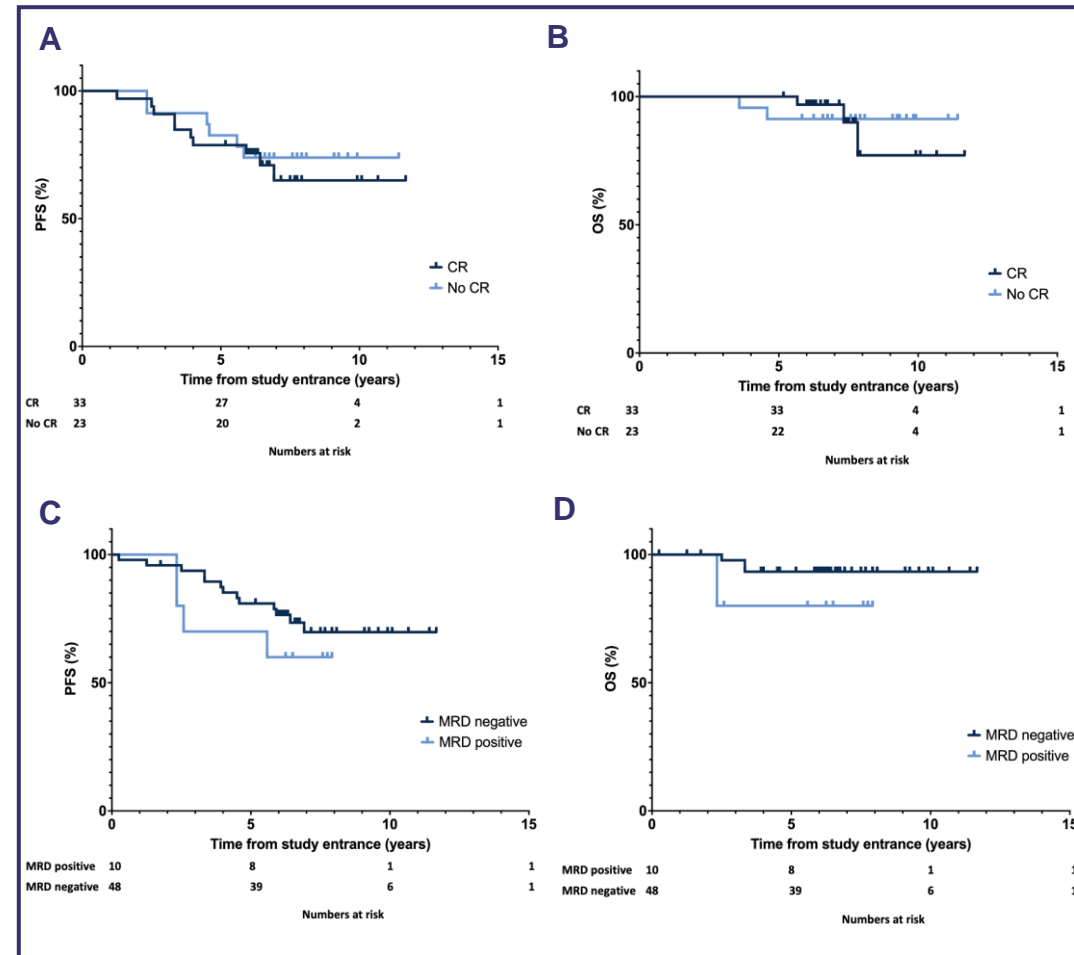 A
100
50
0
PFS (%)
CR
No CR
0 5 10 15
Time from study entrance (years)
CR 33 27 4 1
No CR 23 20 2 1
Numbers at risk
B
100
50
0
OS (%)
CR
No CR
0 5 10 15
Time from study entrance (years)
CR 33 33 4 1
No CR 23 22 4 1
Numbers at risk
C
100
50
0
PFS (%)
MRD negative
MRD positive
0 5 10 15
Time from study entrance (years)
MRD positive 10 8 1 1
MRD negative 48 39 6 1
Numbers at risk
D
100
50
0
OS (%)
MRD negative
MRD positive
0 5 10 15
Time from study entrance (years)
MRD positive 10 8 1 1
MRD negative 48 39 6 1
Numbers at risk